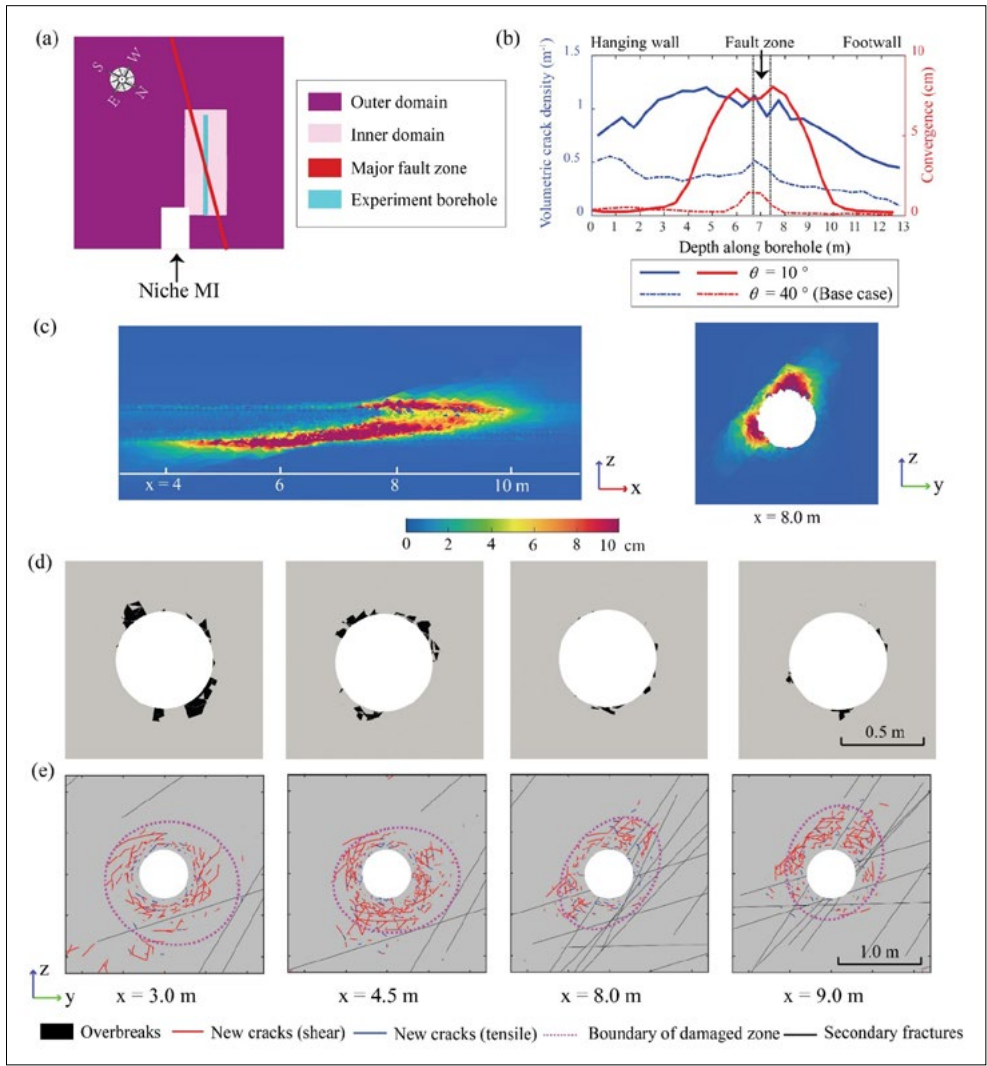 (a)
S
W
E
N
Outer domain
Inner domain
Major fault zone
Experiment borehole
Niche MI
(b)
Hanging wall
Fault zone
Footwall
Volumetric crack density (m⁻¹)
1.5
1
0.5
0
10
5
0
Convergence (cm)
0 1 2 3 4 5 6 7 8 9 10 11 12 13
Depth along borehole (m)
θ = 10 °
θ = 40 ° (Base case)
(c)
x = 4 6 8 10 m
z
x
z
y
x = 8.0 m
0 2 4 6 8 10 cm
(d)
0.5 m
(e)
1.0 m
z
y
x = 3.0 m
x = 4.5 m
x = 8.0 m
x = 9.0 m
Overbreaks
New cracks (shear)
New cracks (tensile)
Boundary of damaged zone
Secondary fractures